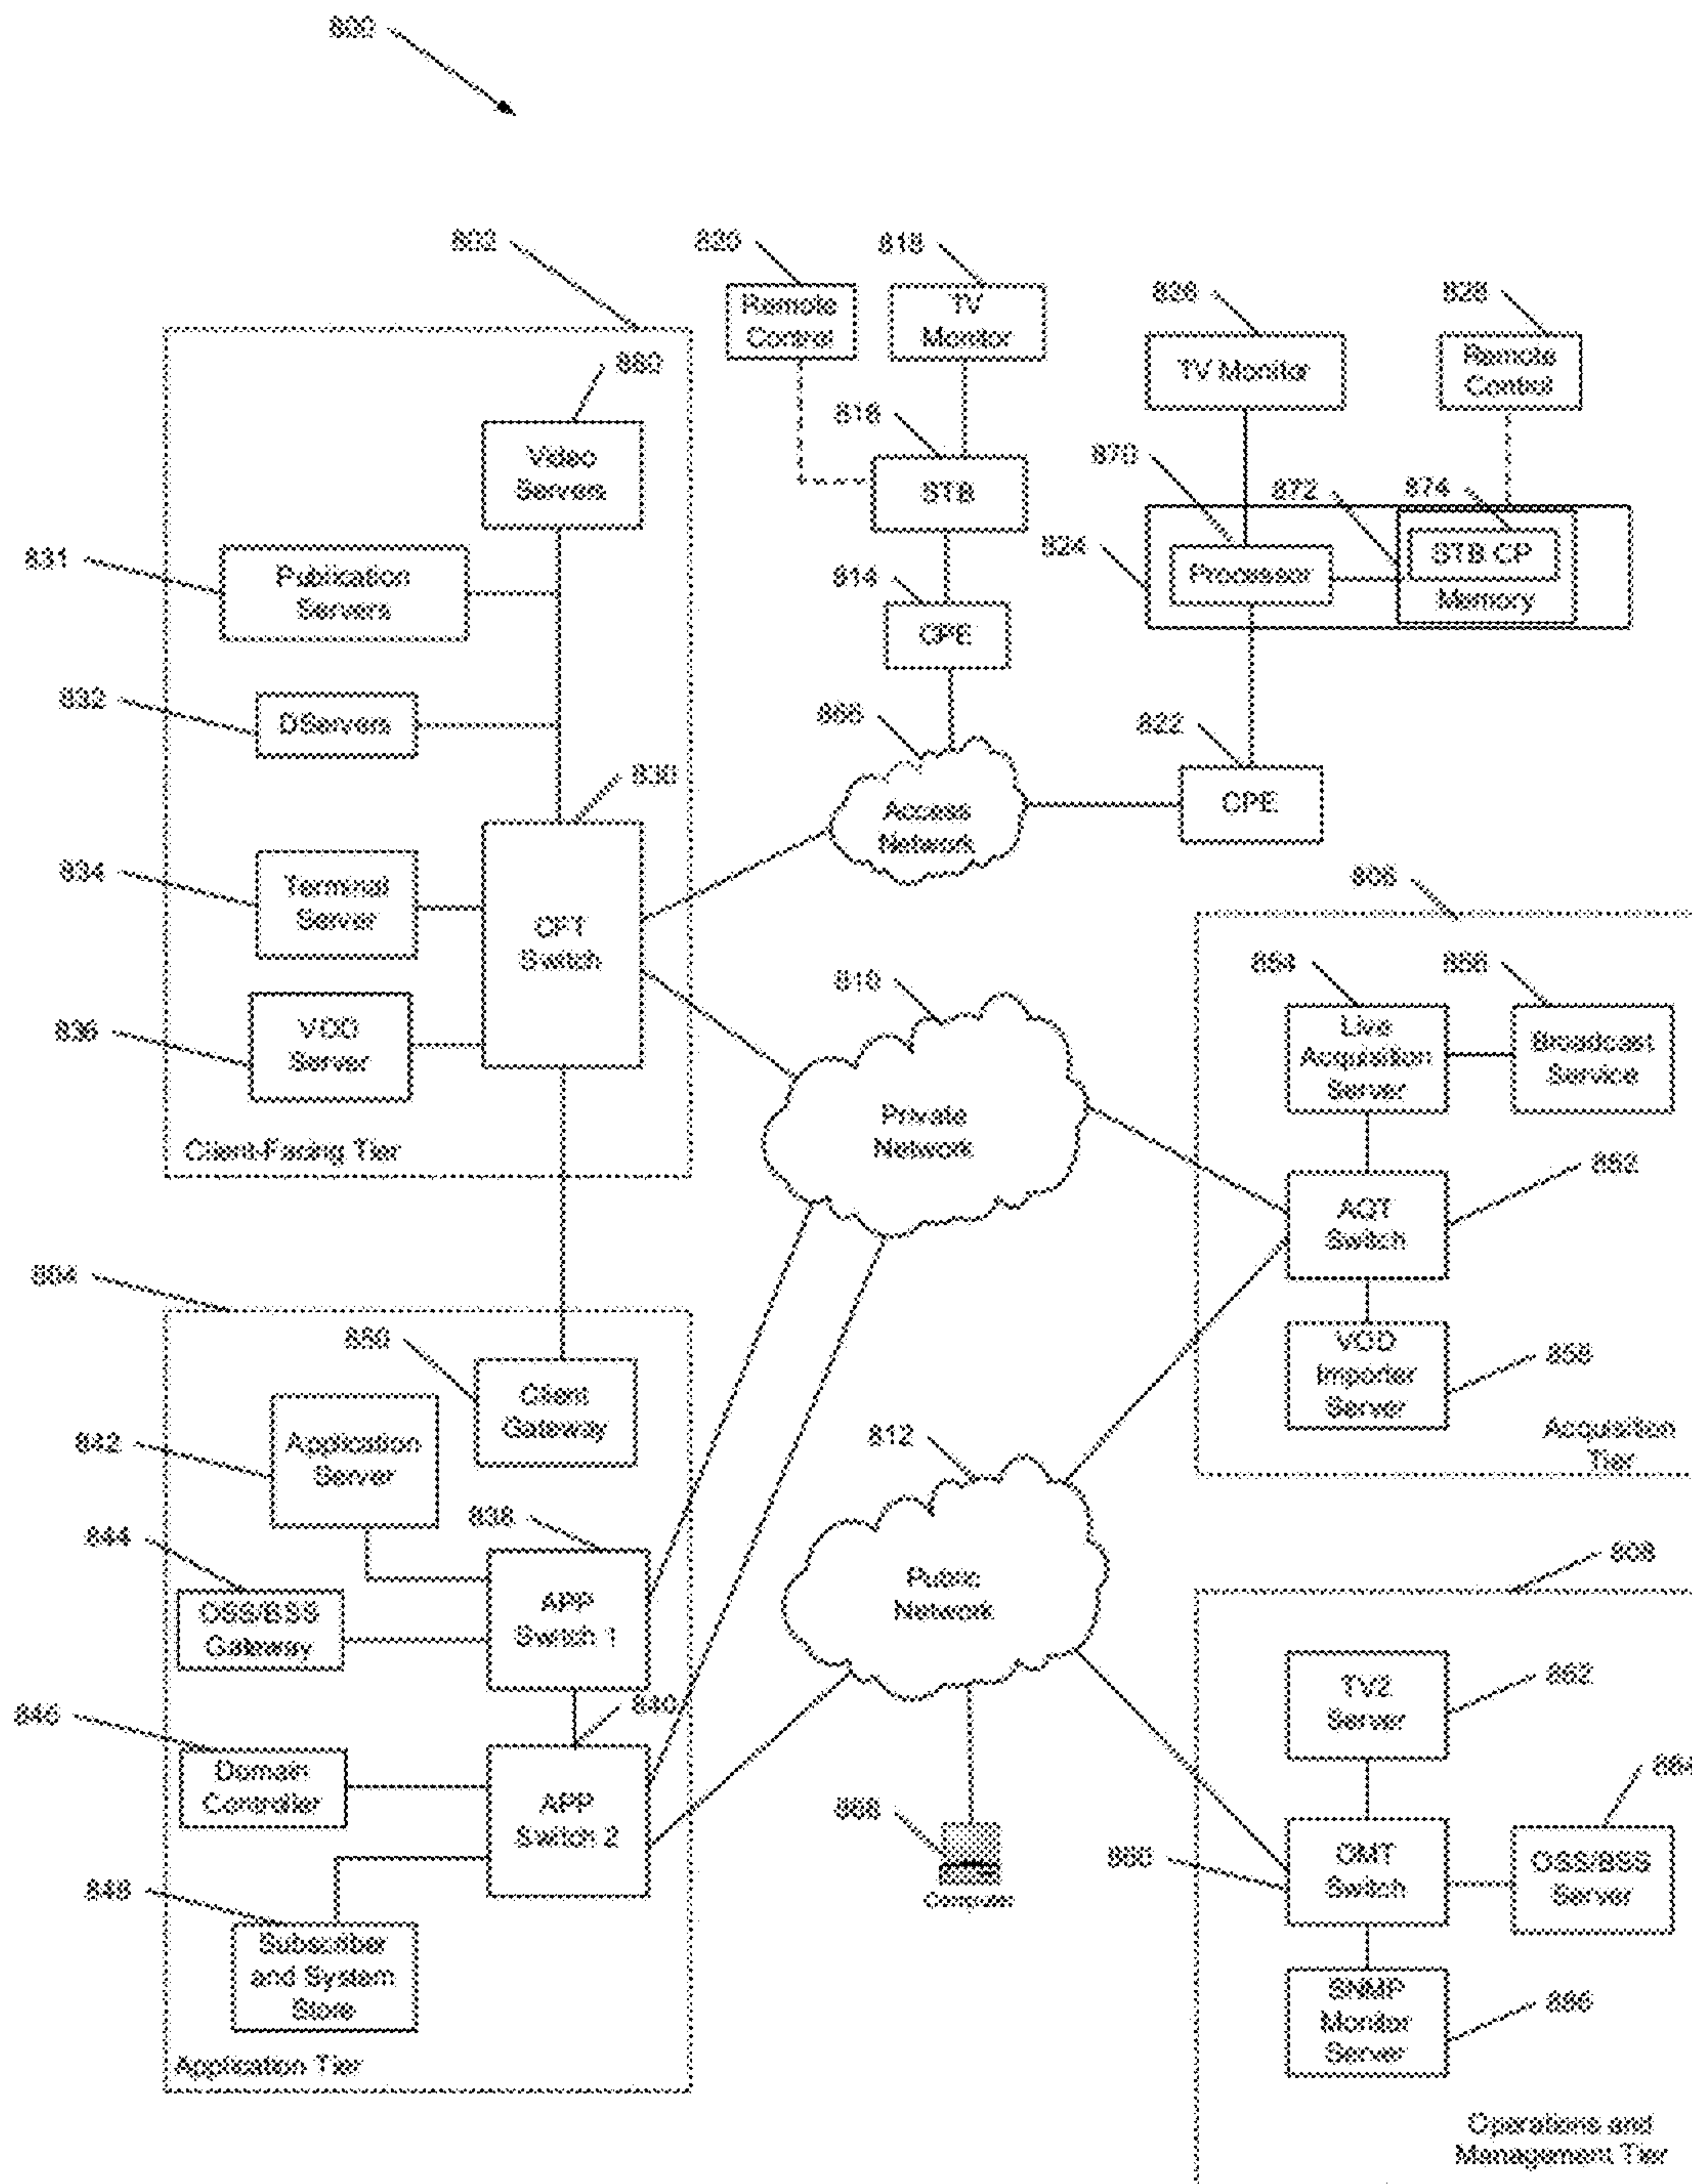 800
802
820
818
826
828
Remote
Control
TV
Monitor
TV Monitor
Remote
Control
880
816
870
872
874
Video
Servers
STB
824
STB CP
Processor
Memory
831
Publication
Servers
814
CPE
832
DServers
866
822
830
Access
Network
CPE
834
Terminal
Server
CFT
Switch
806
836
VOD
Server
810
854
856
Live
Acquisition
Server
Broadcast
Service
Private
Network
Client-Facing Tier
852
AQT
Switch
804
850
Client
Gateway
VOD
Importer
Server
858
842
Application
Server
812
Acquisition
Tier
838
844
808
OSS/BSS
Gateway
APP
Switch 1
Public
Network
TV2
Server
862
846
840
Domain
Controller
APP
Switch 2
864
868
860
OMT
Switch
OSS/BSS
Server
848
Computer
Subscriber
and System
Store
SNMP
Monitor
Server
Application Tier
Operations and
Management Tier